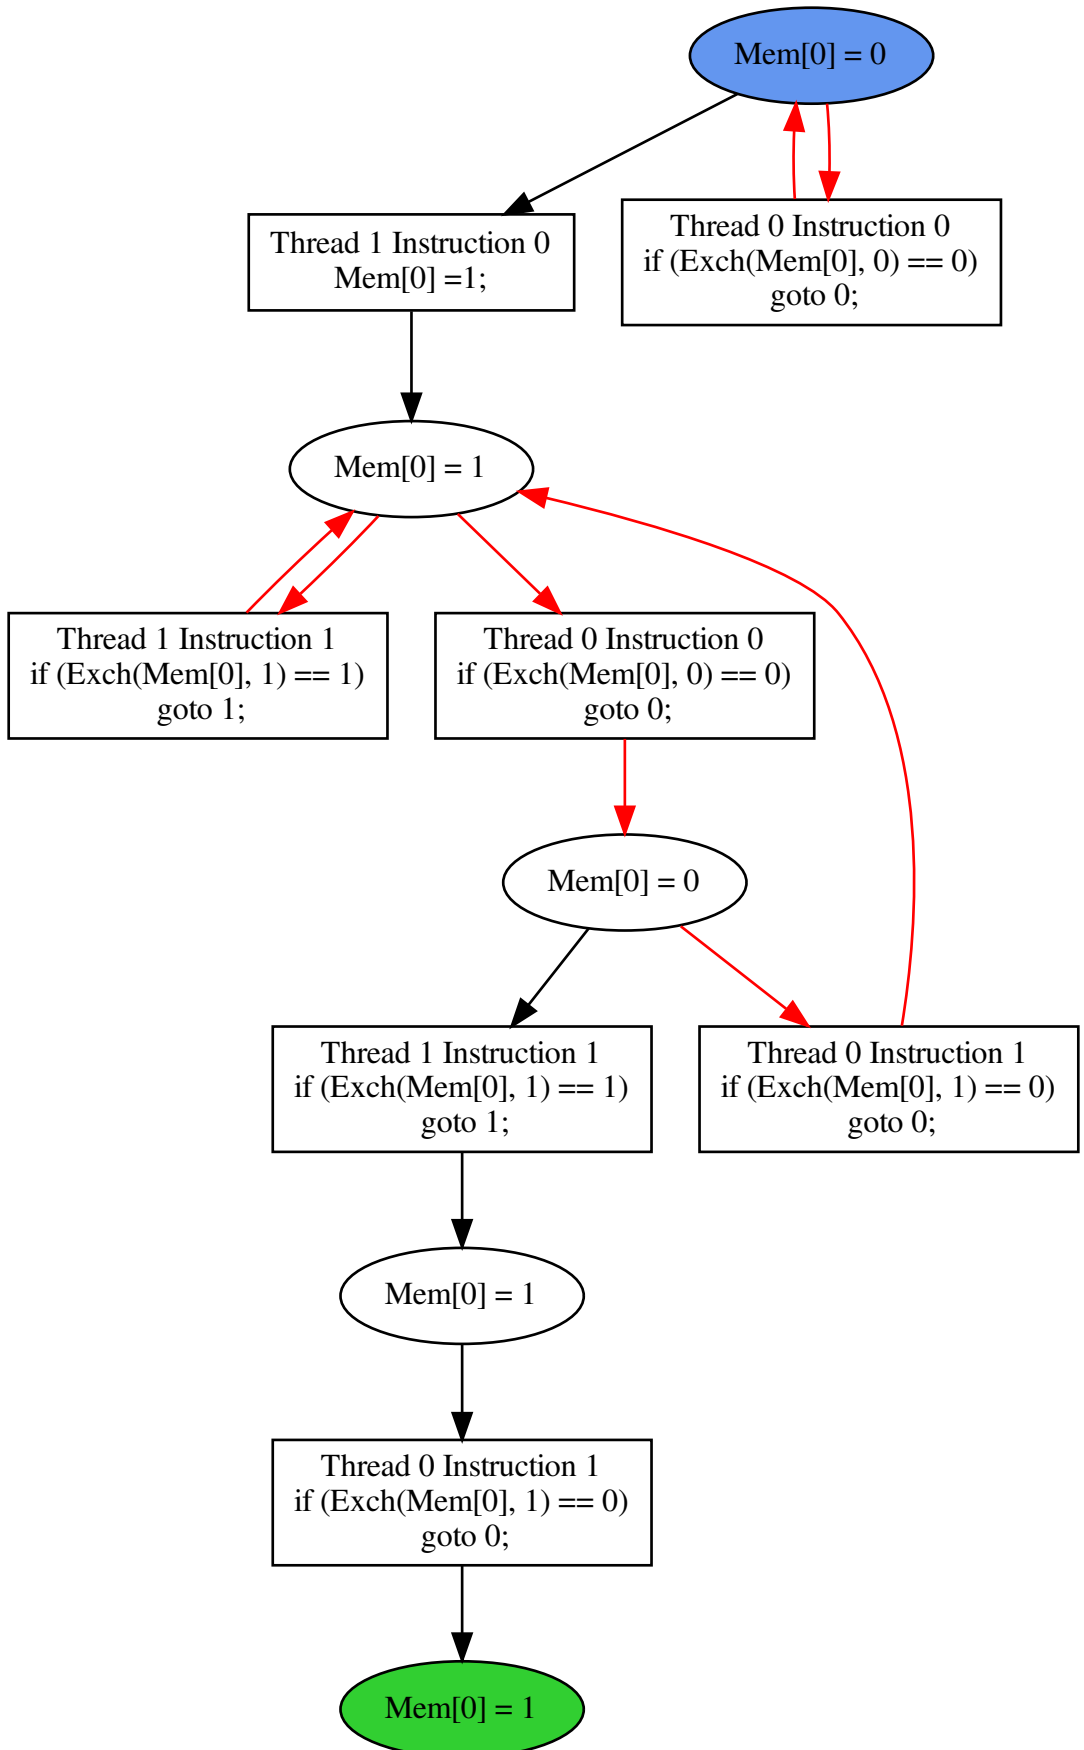 Mem[0] = 0
Thread 1 Instruction 0
Mem[0] =1;
Thread 0 Instruction 0
if (Exch(Mem[0], 0) == 0)
goto 0;
Mem[0] = 1
Thread 1 Instruction 1
if (Exch(Mem[0], 1) == 1)
goto 1;
Thread 0 Instruction 0
if (Exch(Mem[0], 0) == 0)
goto 0;
Mem[0] = 0
Thread 1 Instruction 1
if (Exch(Mem[0], 1) == 1)
goto 1;
Thread 0 Instruction 1
if (Exch(Mem[0], 1) == 0)
goto 0;
Mem[0] = 1
Thread 0 Instruction 1
if (Exch(Mem[0], 1) == 0)
goto 0;
Mem[0] = 1